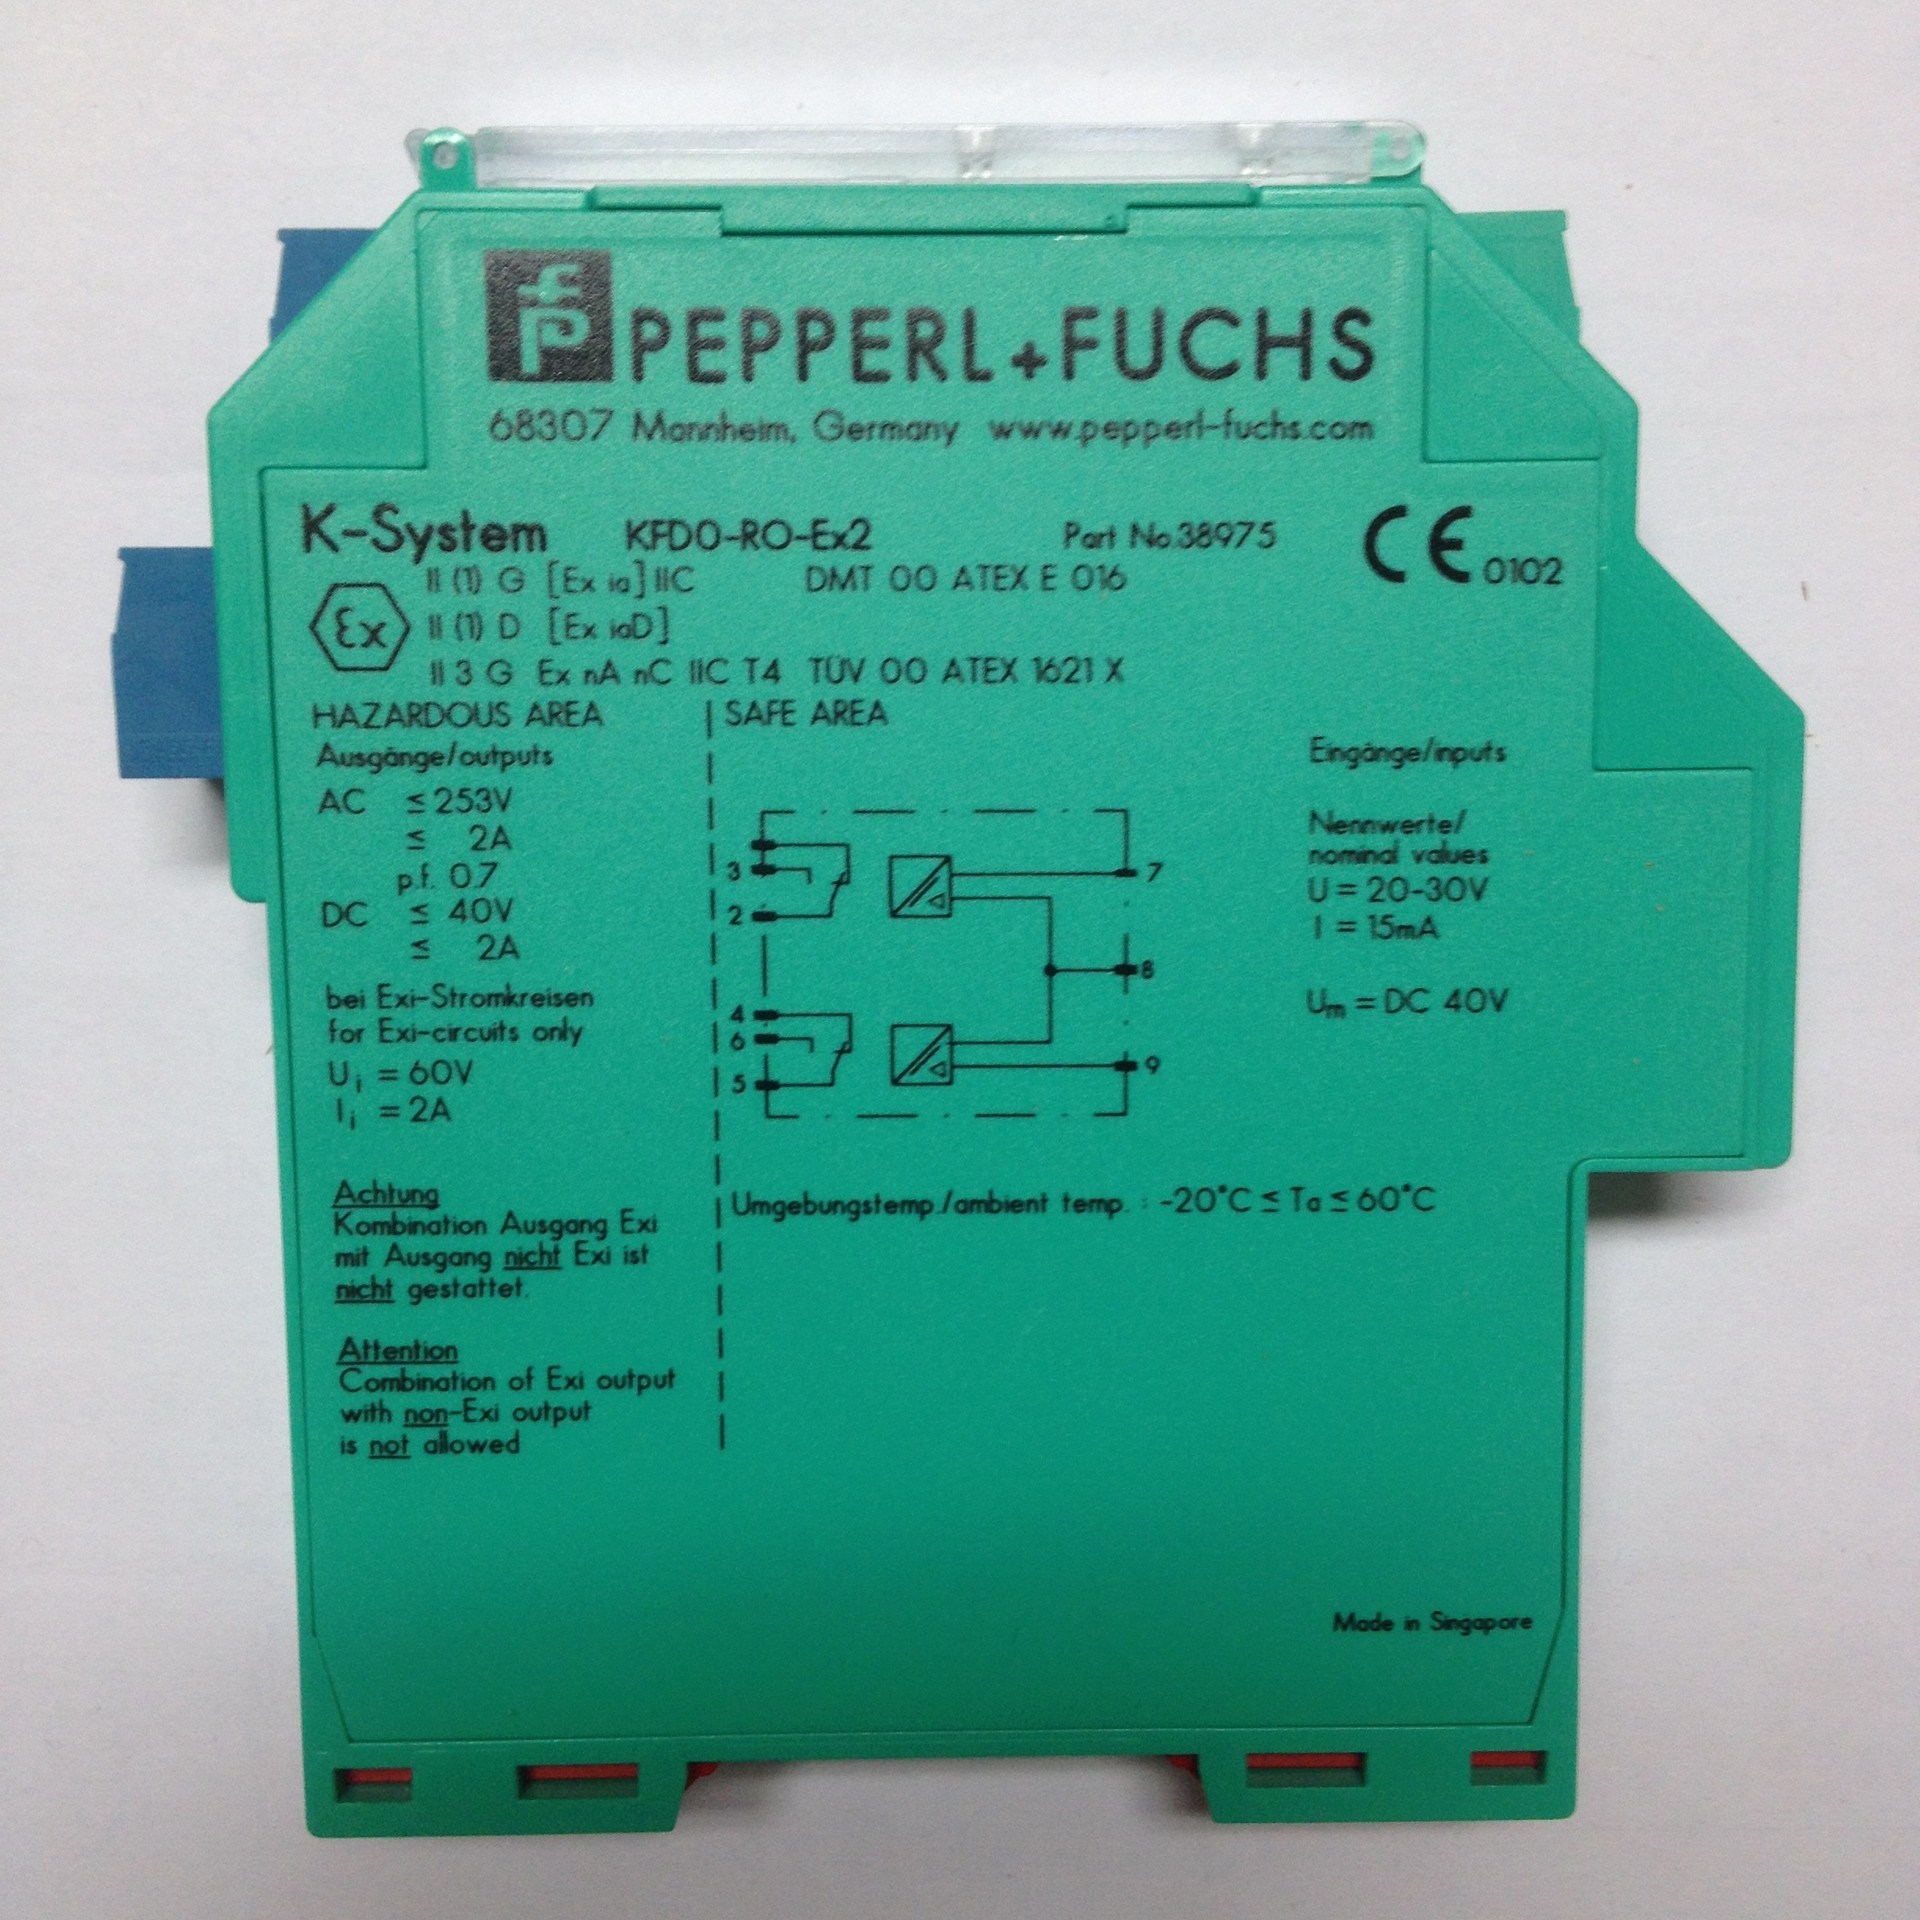 fP PEPPERL+FUCHS
68307 Mannheim, Germany www.pepperl-fuchs.com
K-System KFD0-RO-Ex2 Part No.38975 CE 0102
Ex II (1) G [Ex ia] IIC DMT 00 ATEX E 016
II (1) D [Ex iaD]
II 3 G Ex nA nC IIC T4 TÜV 00 ATEX 1621 X
HAZARDOUS AREA | SAFE AREA
Ausgänge/outputs
AC ≤ 253V
≤ 2A
p.f. 0.7
DC ≤ 40V
≤ 2A
bei Exi-Stromkreisen
for Exi-circuits only
Ui = 60V
Ii = 2A
Achtung
Kombination Ausgang Exi
mit Ausgang nicht Exi ist
nicht gestattet.
Attention
Combination of Exi output
with non-Exi output
is not allowed
3
2
4
6
5
7
8
9
Eingänge/inputs
Nennwerte/
nominal values
U = 20-30V
I = 15mA
Um = DC 40V
Umgebungstemp./ambient temp. : -20°C ≤ Ta ≤ 60°C
Made in Singapore